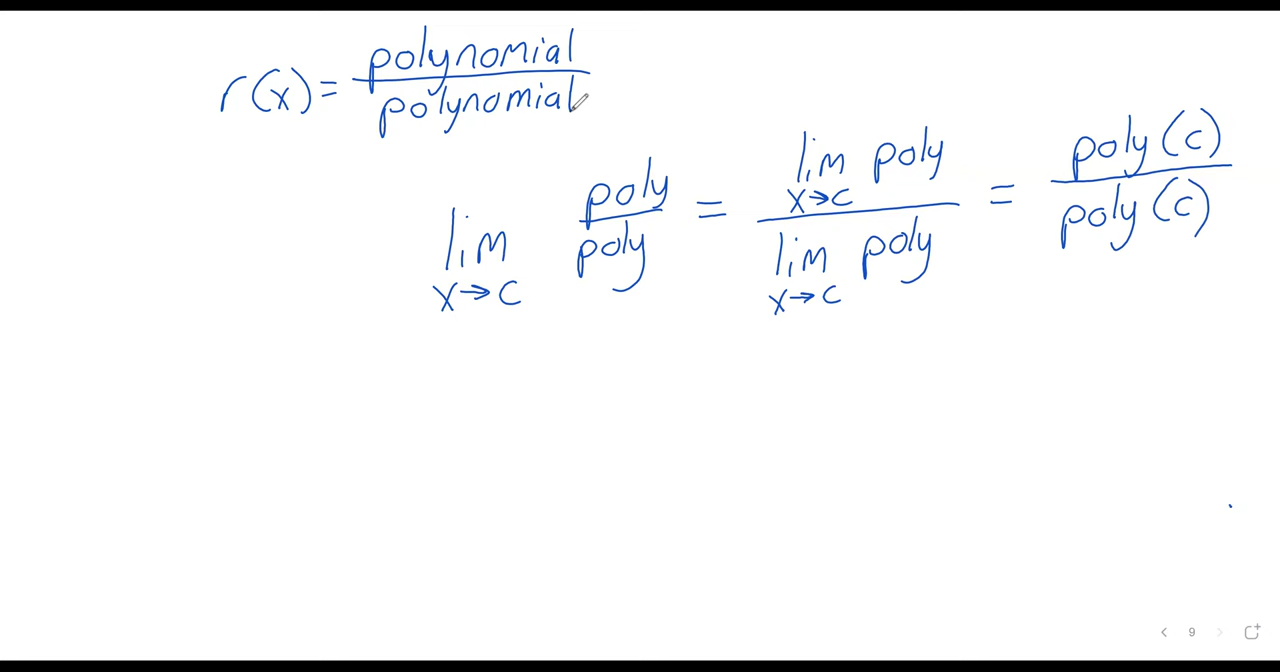 r(x) = polynomial / polynomial
lim x→c poly / poly = lim x→c poly / lim x→c poly = poly(c) / poly(c)
9